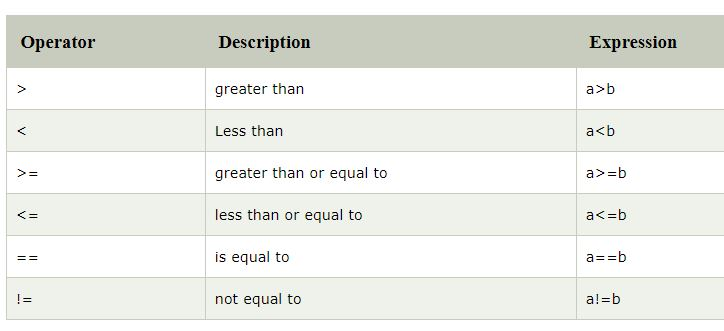 Operator Description Expression
> greater than a>b
< Less than a<b
>= greater than or equal to a>=b
<= less than or equal to a<=b
== is equal to a==b
!= not equal to a!=b